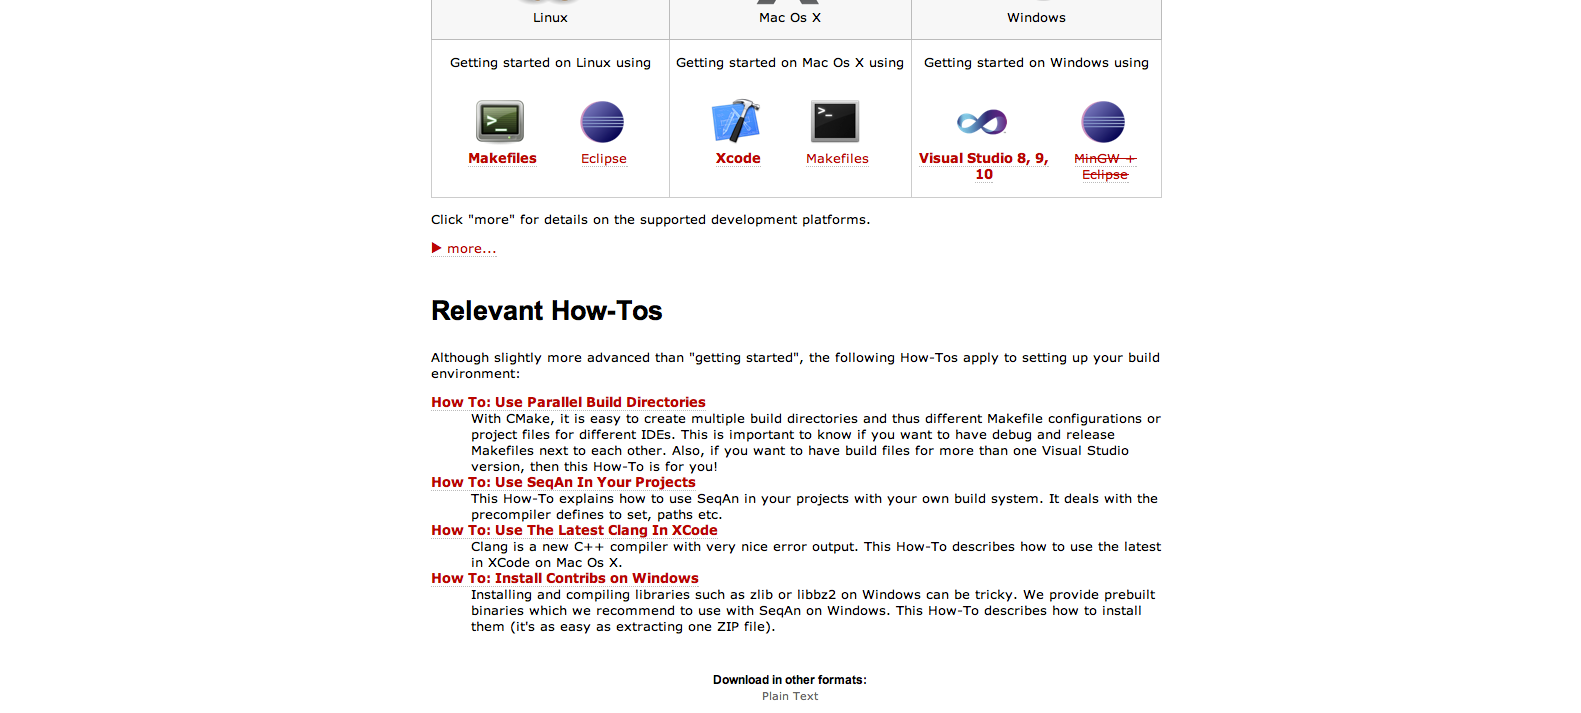 Linux
Mac Os X
Windows
Getting started on Linux using
Getting started on Mac Os X using
Getting started on Windows using
>_
>_
Makefiles
Eclipse
Xcode
Makefiles
Visual Studio 8, 9,
10
MinGW +
Eclipse
Click "more" for details on the supported development platforms.
more...
Relevant How-Tos
Although slightly more advanced than "getting started", the following How-Tos apply to setting up your build
environment:
How To: Use Parallel Build Directories
With CMake, it is easy to create multiple build directories and thus different Makefile configurations or
project files for different IDEs. This is important to know if you want to have debug and release
Makefiles next to each other. Also, if you want to have build files for more than one Visual Studio
version, then this How-To is for you!
How To: Use SeqAn In Your Projects
This How-To explains how to use SeqAn in your projects with your own build system. It deals with the
precompiler defines to set, paths etc.
How To: Use The Latest Clang In XCode
Clang is a new C++ compiler with very nice error output. This How-To describes how to use the latest
in XCode on Mac Os X.
How To: Install Contribs on Windows
Installing and compiling libraries such as zlib or libbz2 on Windows can be tricky. We provide prebuilt
binaries which we recommend to use with SeqAn on Windows. This How-To describes how to install
them (it's as easy as extracting one ZIP file).
Download in other formats:
Plain Text